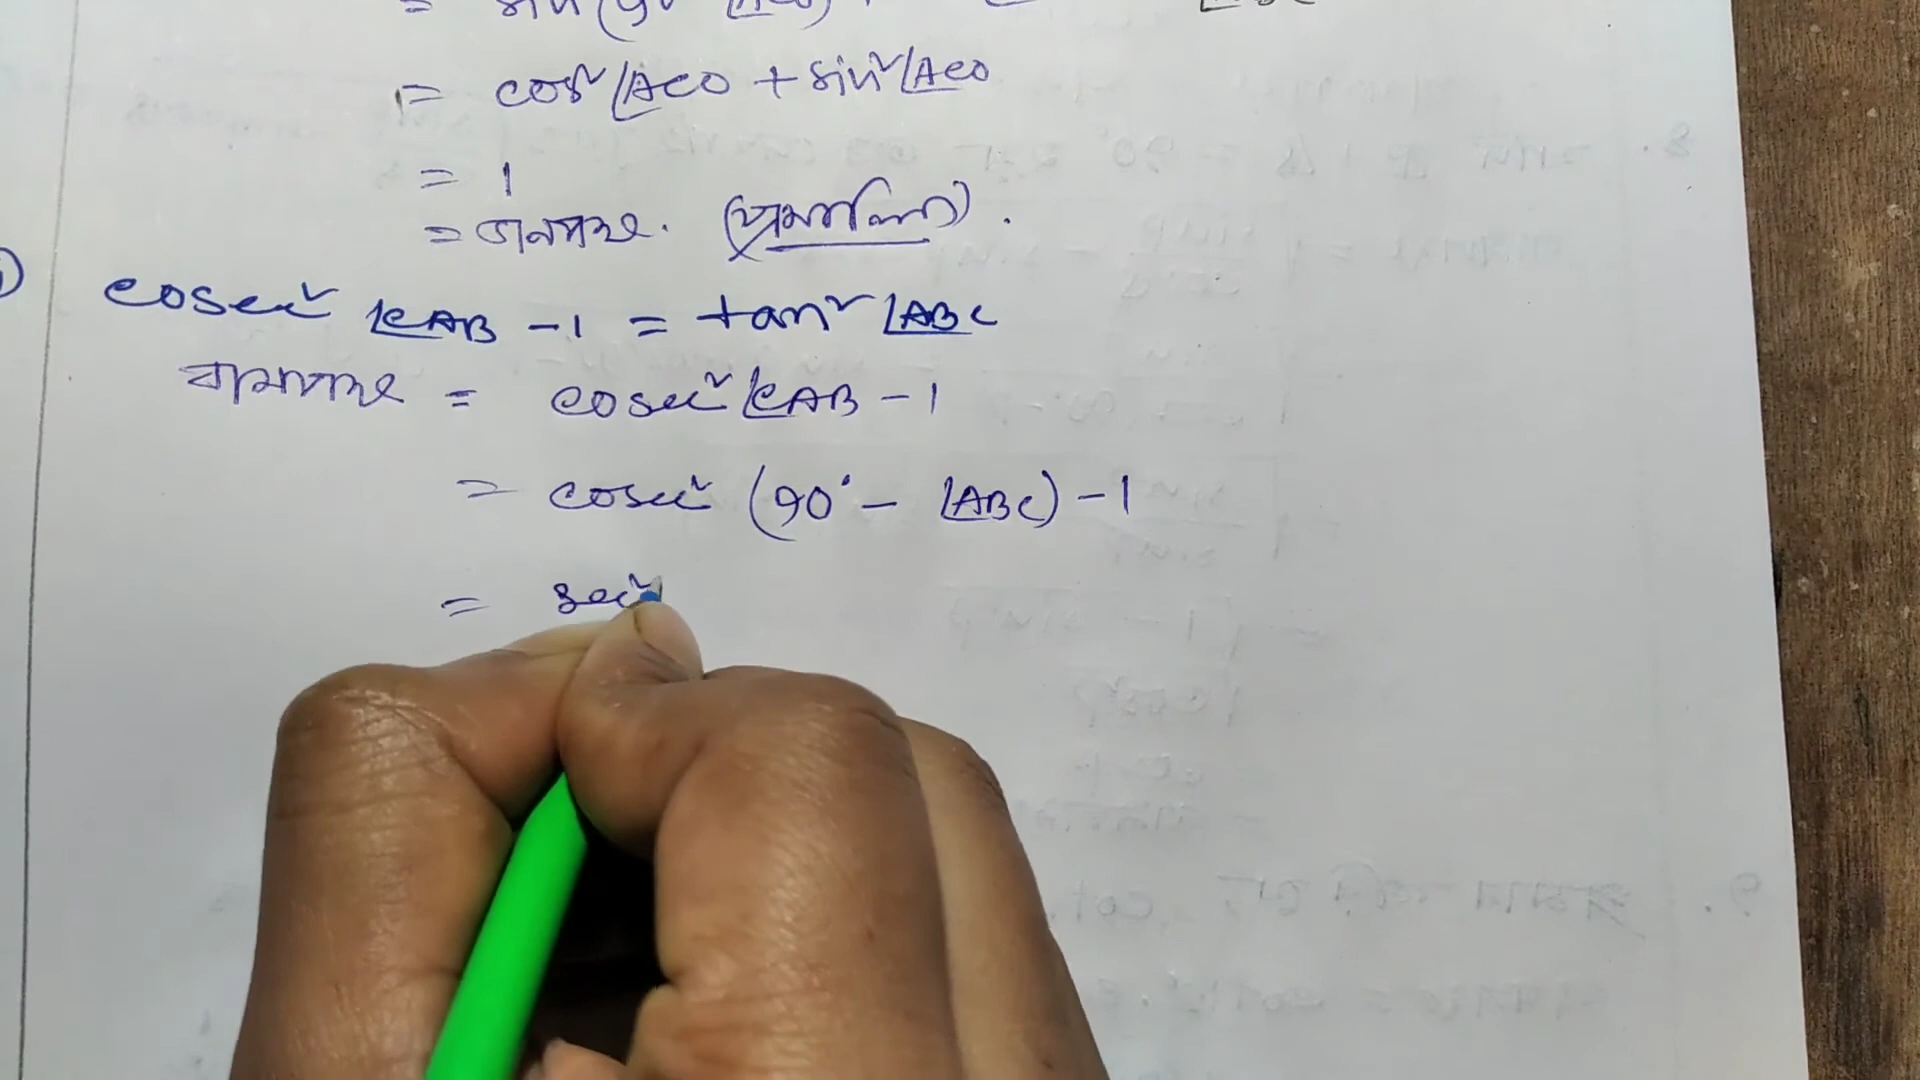 = cos² ∠ACO + sin² ∠ACO
= 1
= ডানপক্ষ. (প্রমাণিত).
cosec² ∠CAB - 1 = tan² ∠ABC
বামপক্ষ = cosec² ∠CAB - 1
= cosec² (90° - ∠ABC) - 1
= sec²